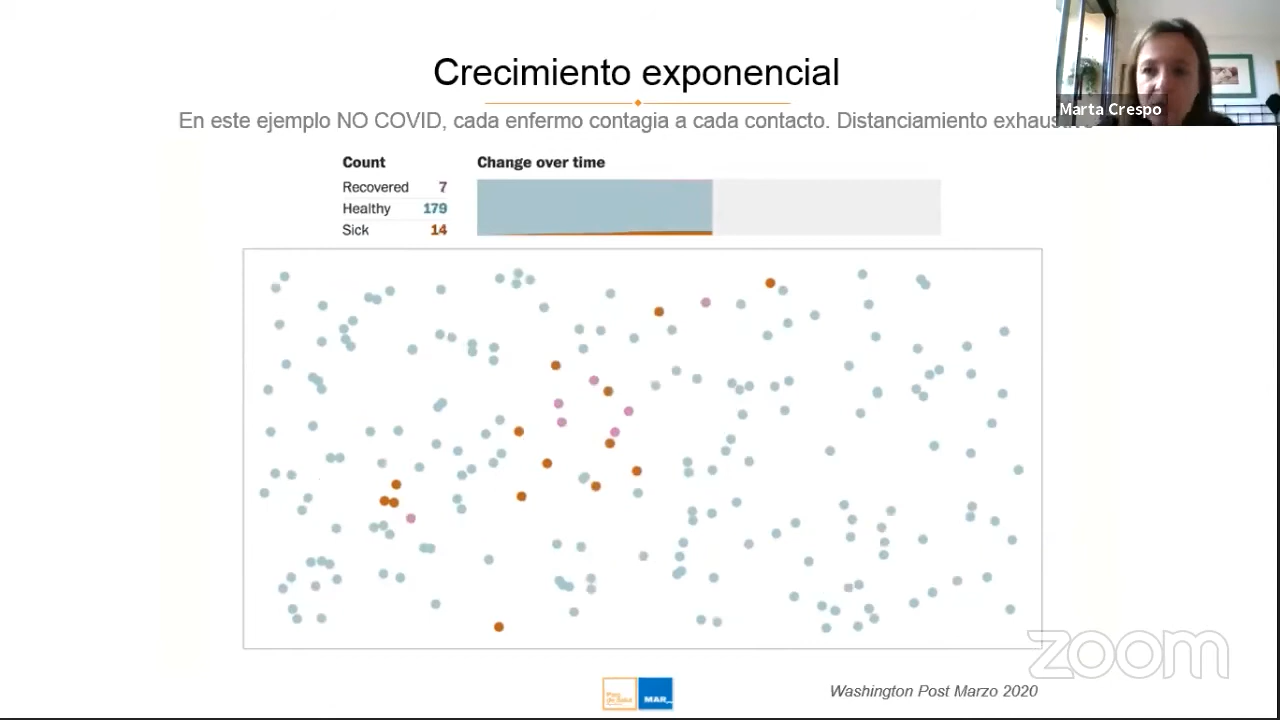 Crecimiento exponencial
En este ejemplo NO COVID, cada enfermo contagia a cada contacto. Distanciamiento
Marta Crespo
Count
Change over time
Recovered 7
Healthy 179
Sick 14
zoom
MAR
Washington Post Marzo 2020